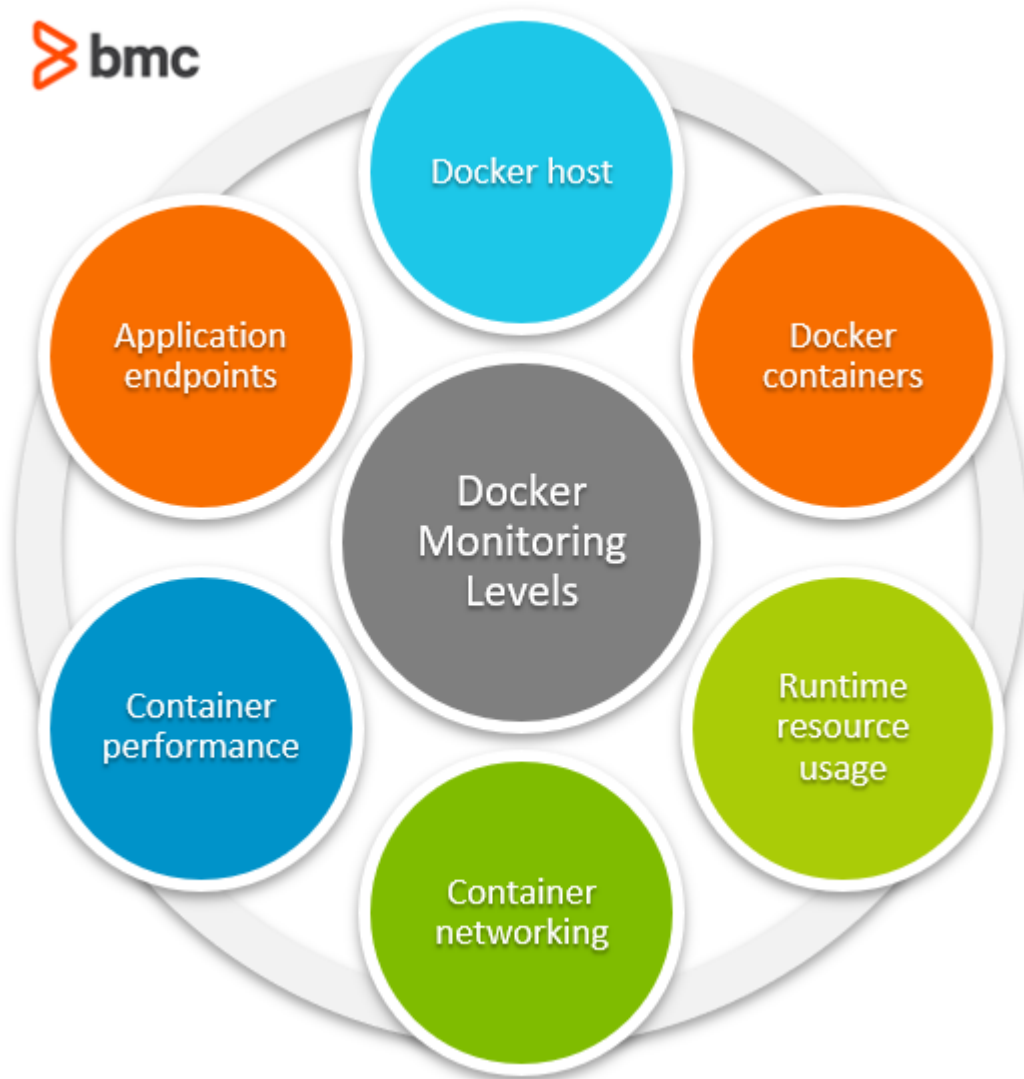 bmc
Docker host
Docker
containers
Runtime
resource
usage
Container
networking
Container
performance
Application
endpoints
Docker
Monitoring
Levels